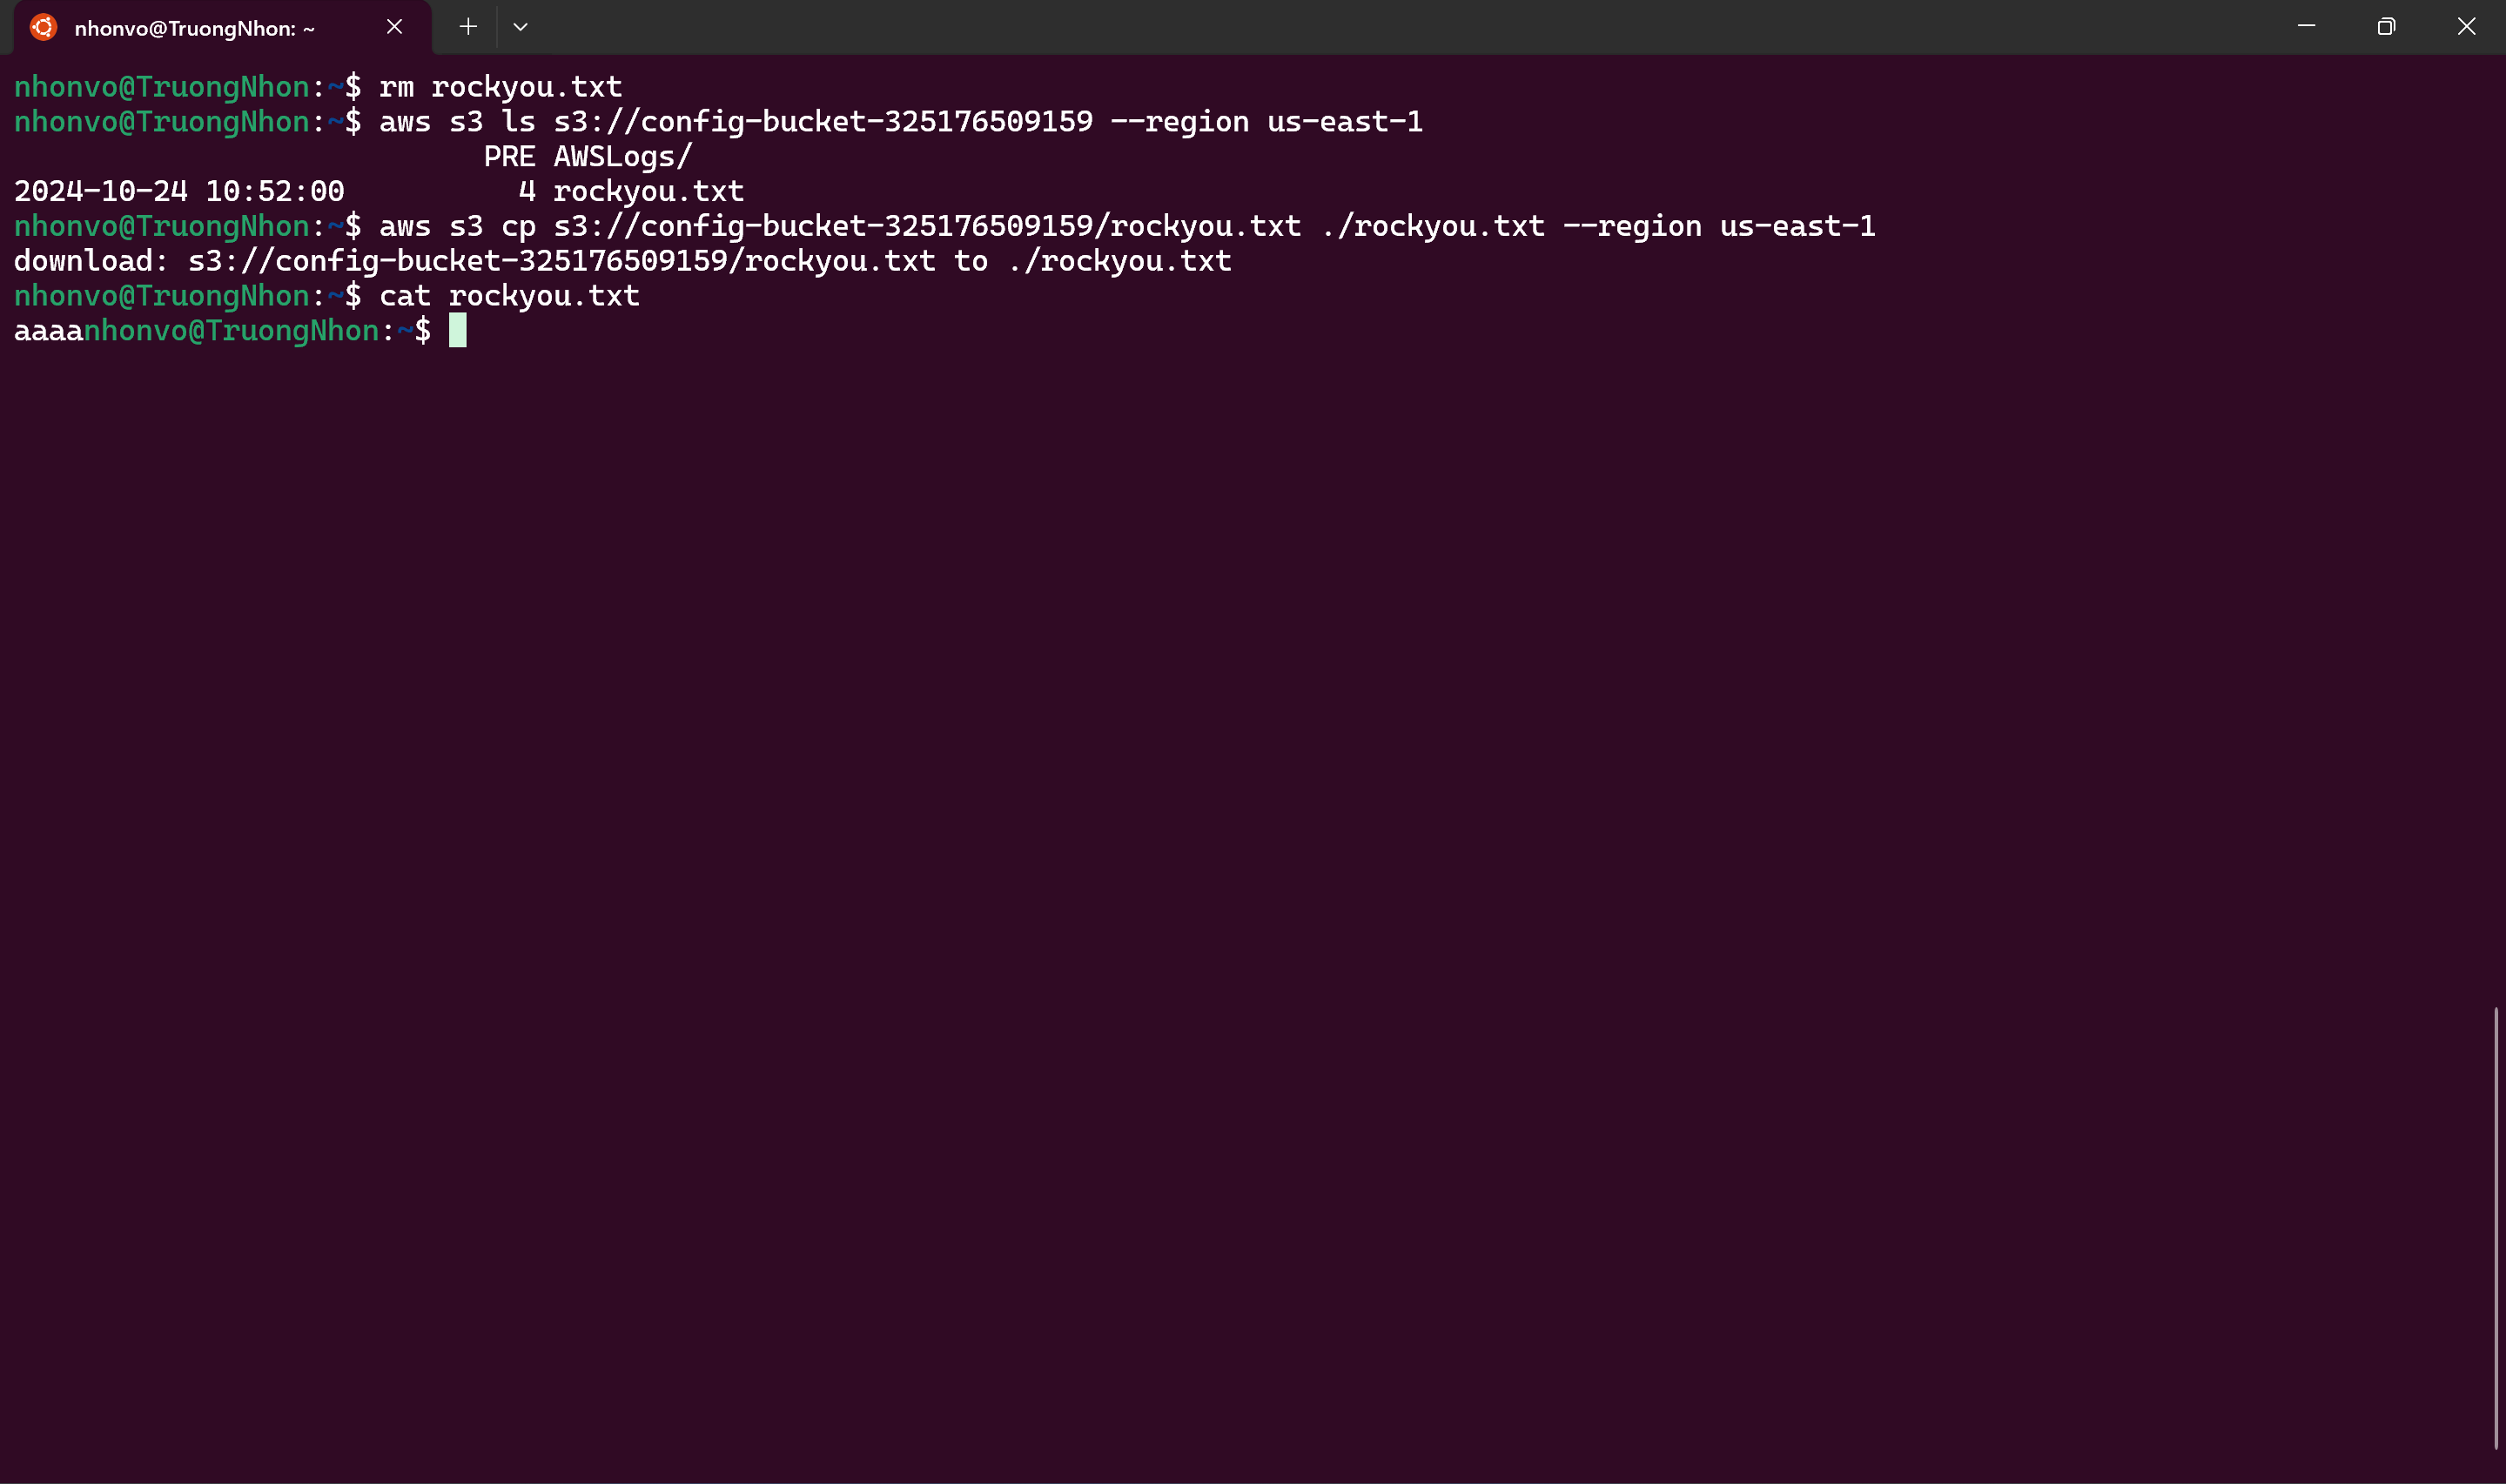 nhonvo@TruongNhon: ~
nhonvo@TruongNhon:~$ rm rockyou.txt
nhonvo@TruongNhon:~$ aws s3 ls s3://config-bucket-325176509159 --region us-east-1
                           PRE AWSLogs/
2024-10-24 10:52:00          4 rockyou.txt
nhonvo@TruongNhon:~$ aws s3 cp s3://config-bucket-325176509159/rockyou.txt ./rockyou.txt --region us-east-1
download: s3://config-bucket-325176509159/rockyou.txt to ./rockyou.txt
nhonvo@TruongNhon:~$ cat rockyou.txt
aaaanhonvo@TruongNhon:~$